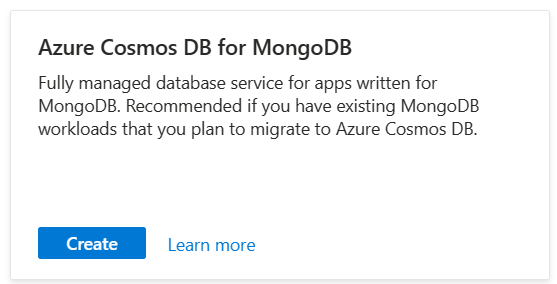 Azure Cosmos DB for MongoDB
Fully managed database service for apps written for
MongoDB. Recommended if you have existing MongoDB
workloads that you plan to migrate to Azure Cosmos DB.
Create
Learn more